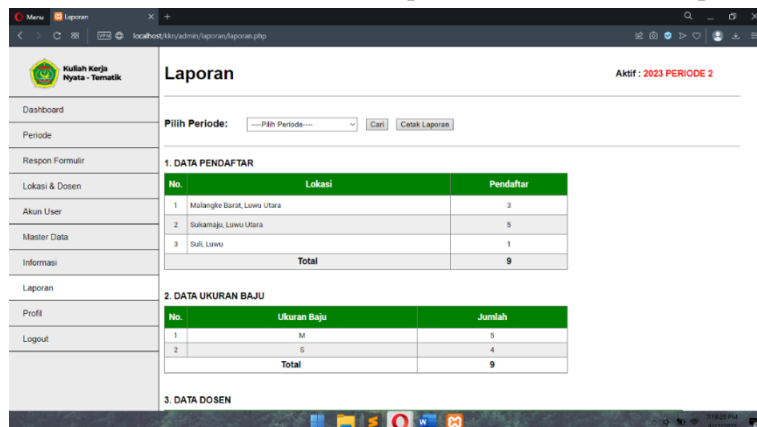 Menu Laporan
VPN localhost/kkn/admin/laporan/laporan.php
Kuliah Kerja
Nyata - Tematik
Laporan
Aktif : 2023 PERIODE 2
Dashboard
Periode
Respon Formulir
Lokasi & Dosen
Akun User
Master Data
Informasi
Laporan
Profil
Logout
Pilih Periode: ----Pilih Periode---- Cari Cetak Laporan
1. DATA PENDAFTAR
No. Lokasi Pendaftar
1 Malangke Barat, Luwu Utara 3
2 Sukamaju, Luwu Utara 5
3 Suli, Luwu 1
Total 9
2. DATA UKURAN BAJU
No. Ukuran Baju Jumlah
1 M 5
2 S 4
Total 9
3. DATA DOSEN